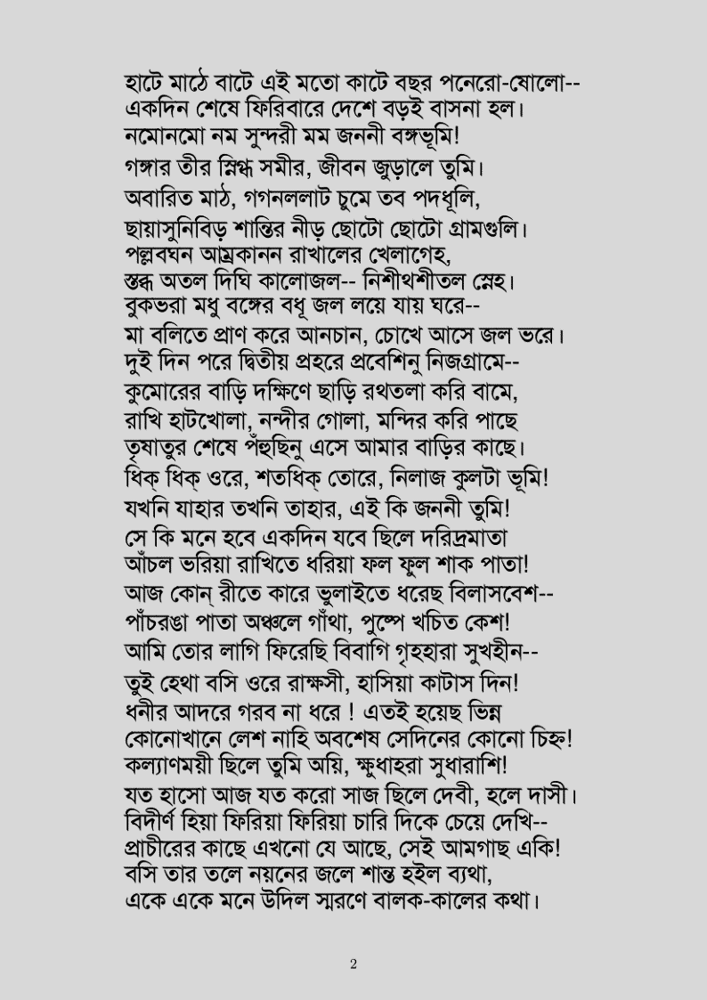 হাটে মাঠে বাটে এই মতো কাটে বছর পনেরো-ষোলো--
একদিন শেষে ফিরিবারে দেশে বড়ই বাসনা হল।
নমোনমো নম সুন্দরী মম জননী বঙ্গভূমি!
গঙ্গার তীর স্নিগ্ধ সমীর, জীবন জুড়ালে তুমি।
অবারিত মাঠ, গগনললাট চুমে তব পদধূলি,
ছায়াসুনিবিড় শান্তির নীড় ছোটো ছোটো গ্রামগুলি।
পল্লবঘন আম্রকানন রাখালের খেলাগেহ,
স্তব্ধ অতল দিঘি কালোজল-- নিশীথশীতল স্নেহ।
বুকভরা মধু বঙ্গের বধূ জল লয়ে যায় ঘরে--
মা বলিতে প্রাণ করে আনচান, চোখে আসে জল ভরে।
দুই দিন পরে দ্বিতীয় প্রহরে প্রবেশিনু নিজগ্রামে--
কুমোরের বাড়ি দক্ষিণে ছাড়ি রথতলা করি বামে,
রাখি হাটখোলা, নন্দীর গোলা, মন্দির করি পাছে
তৃষাতুর শেষে পঁহুছিনু এসে আমার বাড়ির কাছে।
ধিক্ ধিক্ ওরে, শতধিক্ তোরে, নিলাজ কুলটা ভূমি!
যখনি যাহার তখনি তাহার, এই কি জননী তুমি!
সে কি মনে হবে একদিন যবে ছিলে দরিদ্রমাতা
আঁচল ভরিয়া রাখিতে ধরিয়া ফল ফুল শাক পাতা!
আজ কোন্ রীতে কারে ভুলাইতে ধরেছ বিলাসবেশ--
পাঁচরঙা পাতা অঞ্চলে গাঁথা, পুষ্পে খচিত কেশ!
আমি তোর লাগি ফিরেছি বিবাগি গৃহহারা সুখহীন--
তুই হেথা বসি ওরে রাক্ষসী, হাসিয়া কাটাস দিন!
ধনীর আদরে গরব না ধরে ! এতই হয়েছ ভিন্ন
কোনোখানে লেশ নাহি অবশেষ সেদিনের কোনো চিহ্ন!
কল্যাণময়ী ছিলে তুমি অয়ি, ক্ষুধাহরা সুধারাশি!
যত হাসো আজ যত করো সাজ ছিলে দেবী, হলে দাসী।
বিদীর্ণ হিয়া ফিরিয়া ফিরিয়া চারি দিকে চেয়ে দেখি--
প্রাচীরের কাছে এখনো যে আছে, সেই আমগাছ একি!
বসি তার তলে নয়নের জলে শান্ত হইল ব্যথা,
একে একে মনে উদিল স্মরণে বালক-কালের কথা।
2